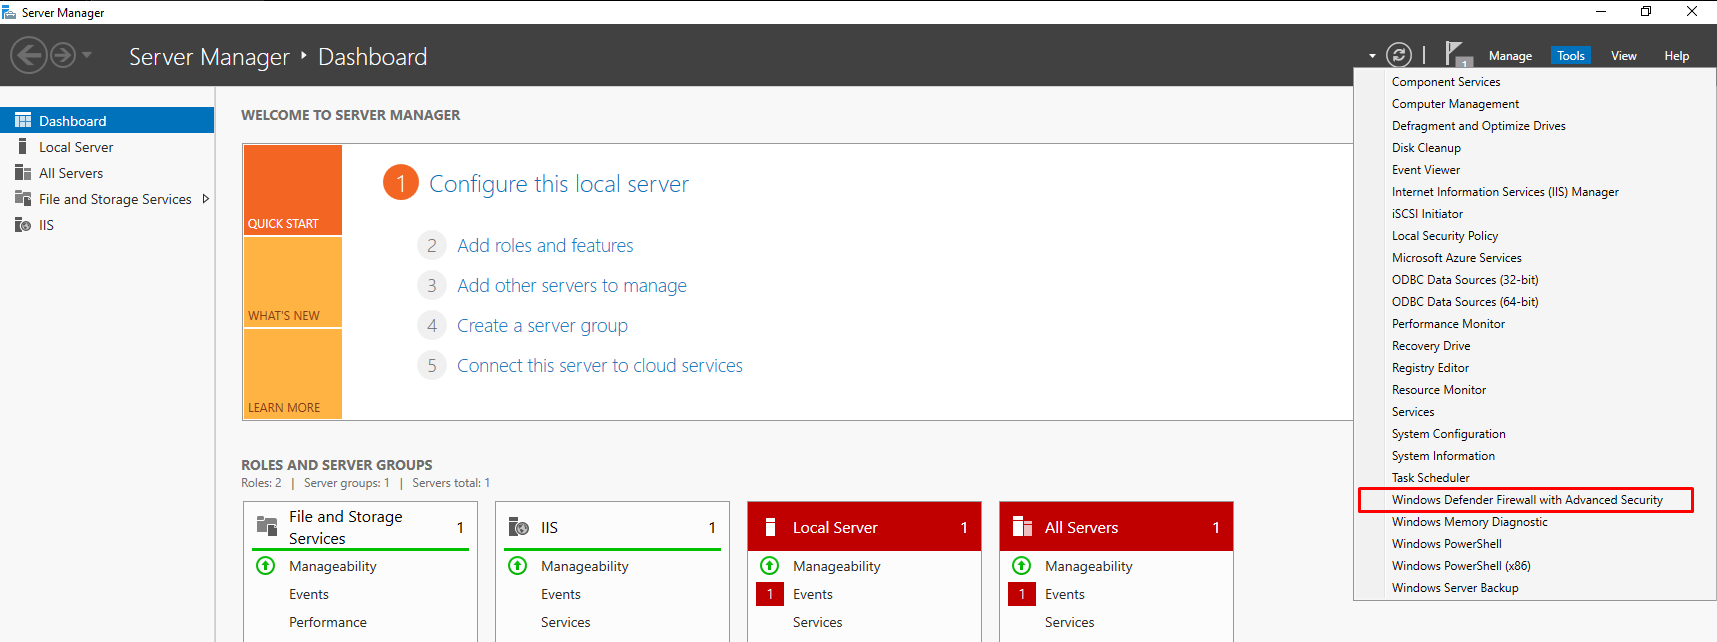 Server Manager
Server Manager ‣ Dashboard
1
Manage
Tools
View
Help
Dashboard
Local Server
All Servers
File and Storage Services
IIS
WELCOME TO SERVER MANAGER
QUICK START
WHAT'S NEW
LEARN MORE
1 Configure this local server
2 Add roles and features
3 Add other servers to manage
4 Create a server group
5 Connect this server to cloud services
ROLES AND SERVER GROUPS
Roles: 2 | Server groups: 1 | Servers total: 1
File and Storage
Services
1
Manageability
Events
Performance
IIS 1
Manageability
Events
Services
Local Server 1
Manageability
1 Events
Services
All Servers 1
Manageability
1 Events
Services
Component Services
Computer Management
Defragment and Optimize Drives
Disk Cleanup
Event Viewer
Internet Information Services (IIS) Manager
iSCSI Initiator
Local Security Policy
Microsoft Azure Services
ODBC Data Sources (32-bit)
ODBC Data Sources (64-bit)
Performance Monitor
Recovery Drive
Registry Editor
Resource Monitor
Services
System Configuration
System Information
Task Scheduler
Windows Defender Firewall with Advanced Security
Windows Memory Diagnostic
Windows PowerShell
Windows PowerShell (x86)
Windows Server Backup